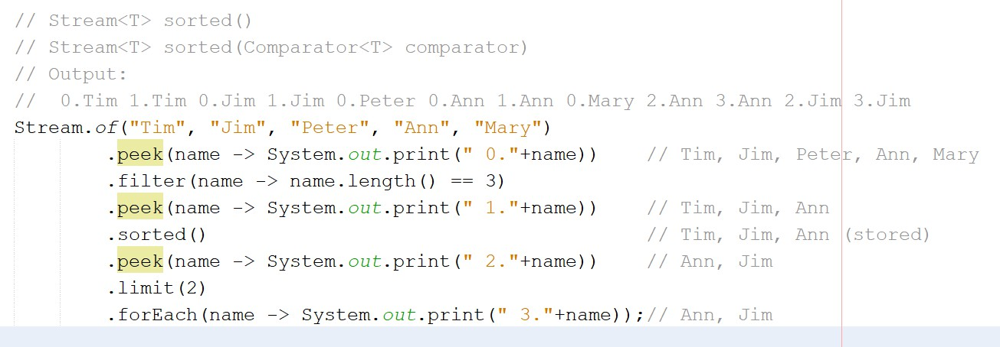 // Stream<T> sorted()
// Stream<T> sorted(Comparator<T> comparator)
// Output:
//  0.Tim 1.Tim 0.Jim 1.Jim 0.Peter 0.Ann 1.Ann 0.Mary 2.Ann 3.Ann 2.Jim 3.Jim
Stream.of("Tim", "Jim", "Peter", "Ann", "Mary")
        .peek(name -> System.out.print(" 0."+name))    // Tim, Jim, Peter, Ann, Mary
        .filter(name -> name.length() == 3)
        .peek(name -> System.out.print(" 1."+name))    // Tim, Jim, Ann
        .sorted()                                      // Tim, Jim, Ann (stored)
        .peek(name -> System.out.print(" 2."+name))    // Ann, Jim
        .limit(2)
        .forEach(name -> System.out.print(" 3."+name));// Ann, Jim